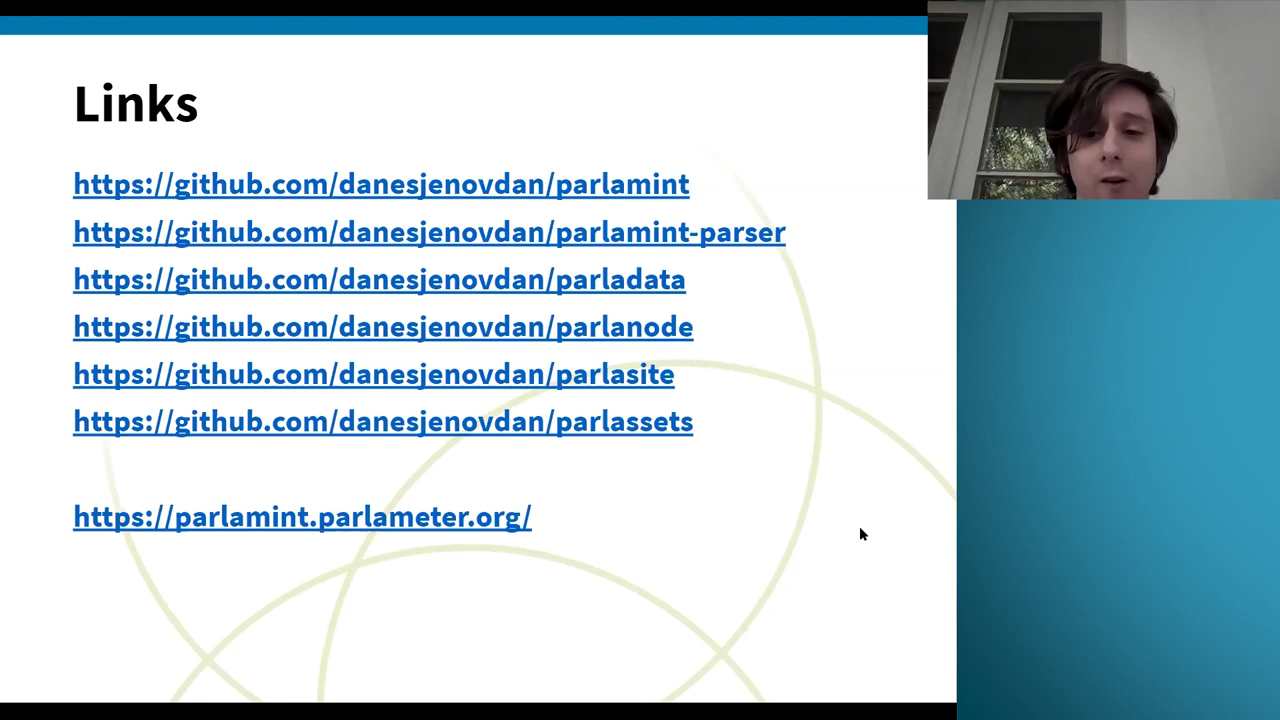 Links
https://github.com/danesjenovdan/parlamint
https://github.com/danesjenovdan/parlamint-parser
https://github.com/danesjenovdan/parladata
https://github.com/danesjenovdan/parlanode
https://github.com/danesjenovdan/parlasite
https://github.com/danesjenovdan/parlassets
https://parlamint.parlameter.org/